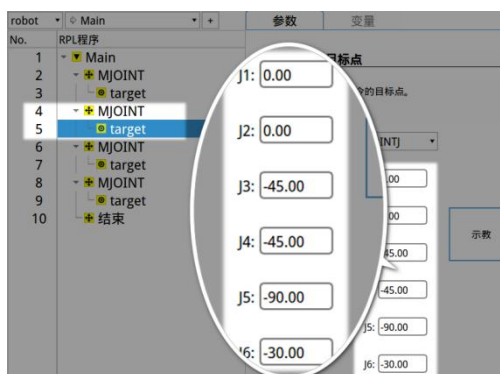 robot
Main
+
参数
变量
No.
RPL程序
1
Main
2
MJOINT
3
target
4
MJOINT
5
target
6
MJOINT
7
target
8
MJOINT
9
target
10
结束
目标点
令的目标点。
INTJ
示教
J1: 0.00
J2: 0.00
J3: -45.00
J4: -45.00
J5: -90.00
J6: -30.00
.00
.00
45.00
-45.00
J5: -90.00
J6: -30.00